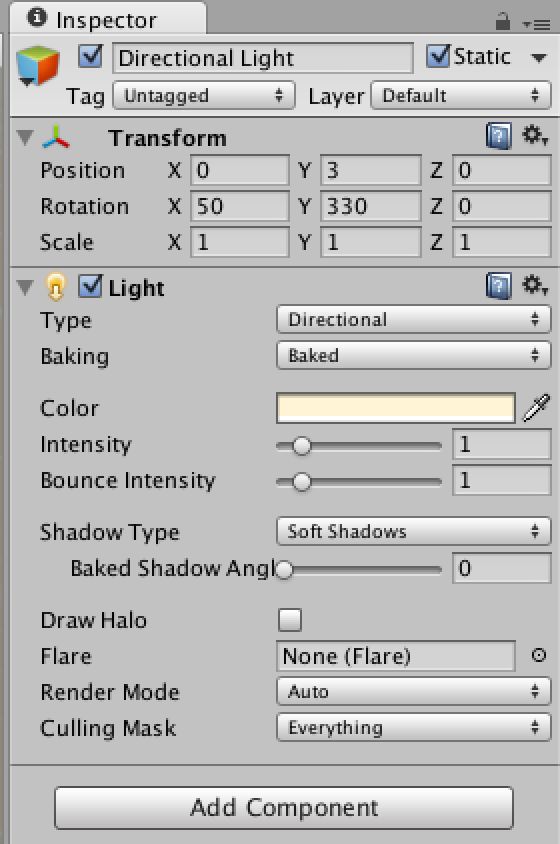 Inspector
Directional Light Static
Tag Untagged Layer Default
Transform
Position X 0 Y 3 Z 0
Rotation X 50 Y 330 Z 0
Scale X 1 Y 1 Z 1
Light
Type Directional
Baking Baked
Color
Intensity 1
Bounce Intensity 1
Shadow Type Soft Shadows
Baked Shadow Angl 0
Draw Halo
Flare None (Flare)
Render Mode Auto
Culling Mask Everything
Add Component